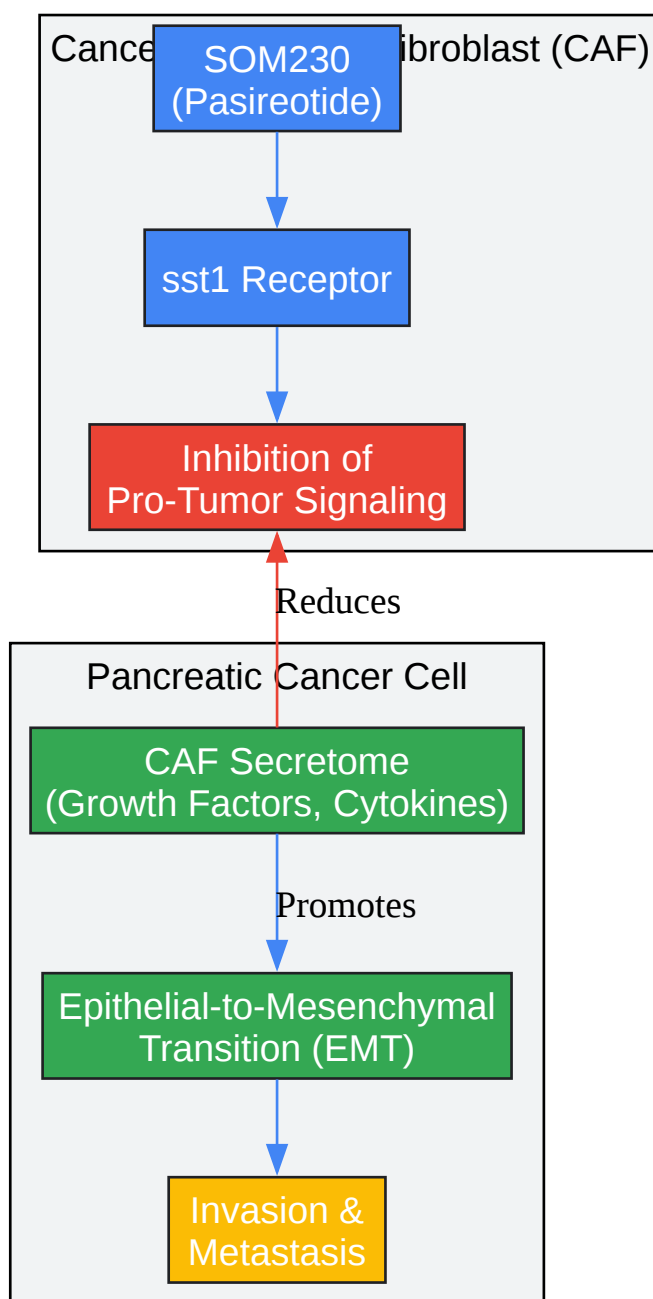 Cance ibroblast (CAF)
SOM230
(Pasireotide)
sst1 Receptor
Inhibition of
Pro-Tumor Signaling
Reduces
Pancreatic Cancer Cell
CAF Secretome
(Growth Factors, Cytokines)
Promotes
Epithelial-to-Mesenchymal
Transition (EMT)
Invasion &
Metastasis